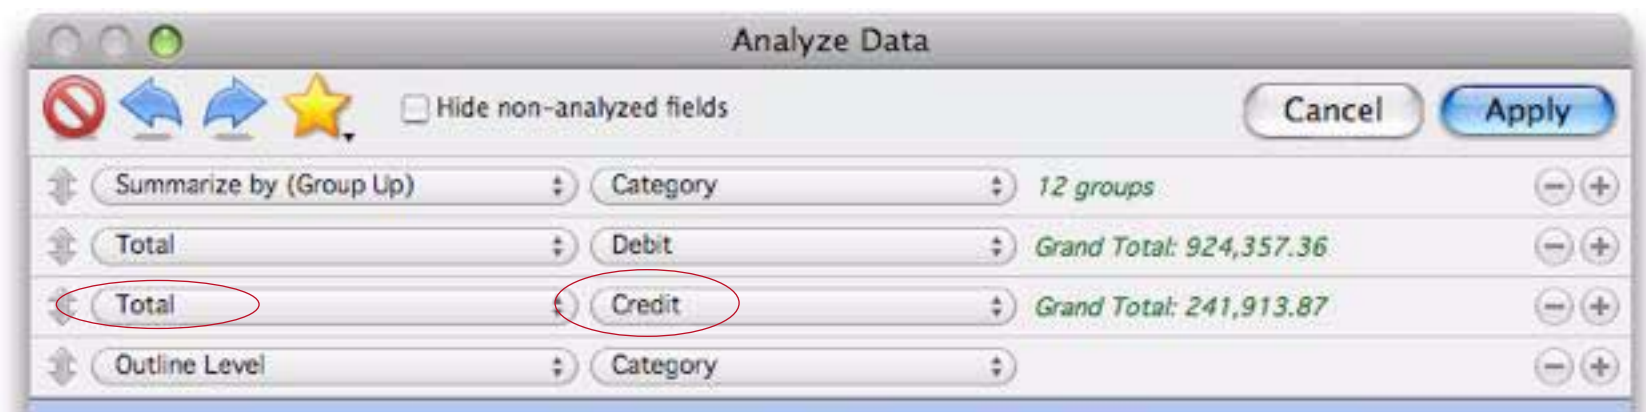 Analyze Data
Hide non-analyzed fields Cancel Apply
Summarize by (Group Up) Category 12 groups
Total Debit Grand Total: 924,357.36
Total Credit Grand Total: 241,913.87
Outline Level Category